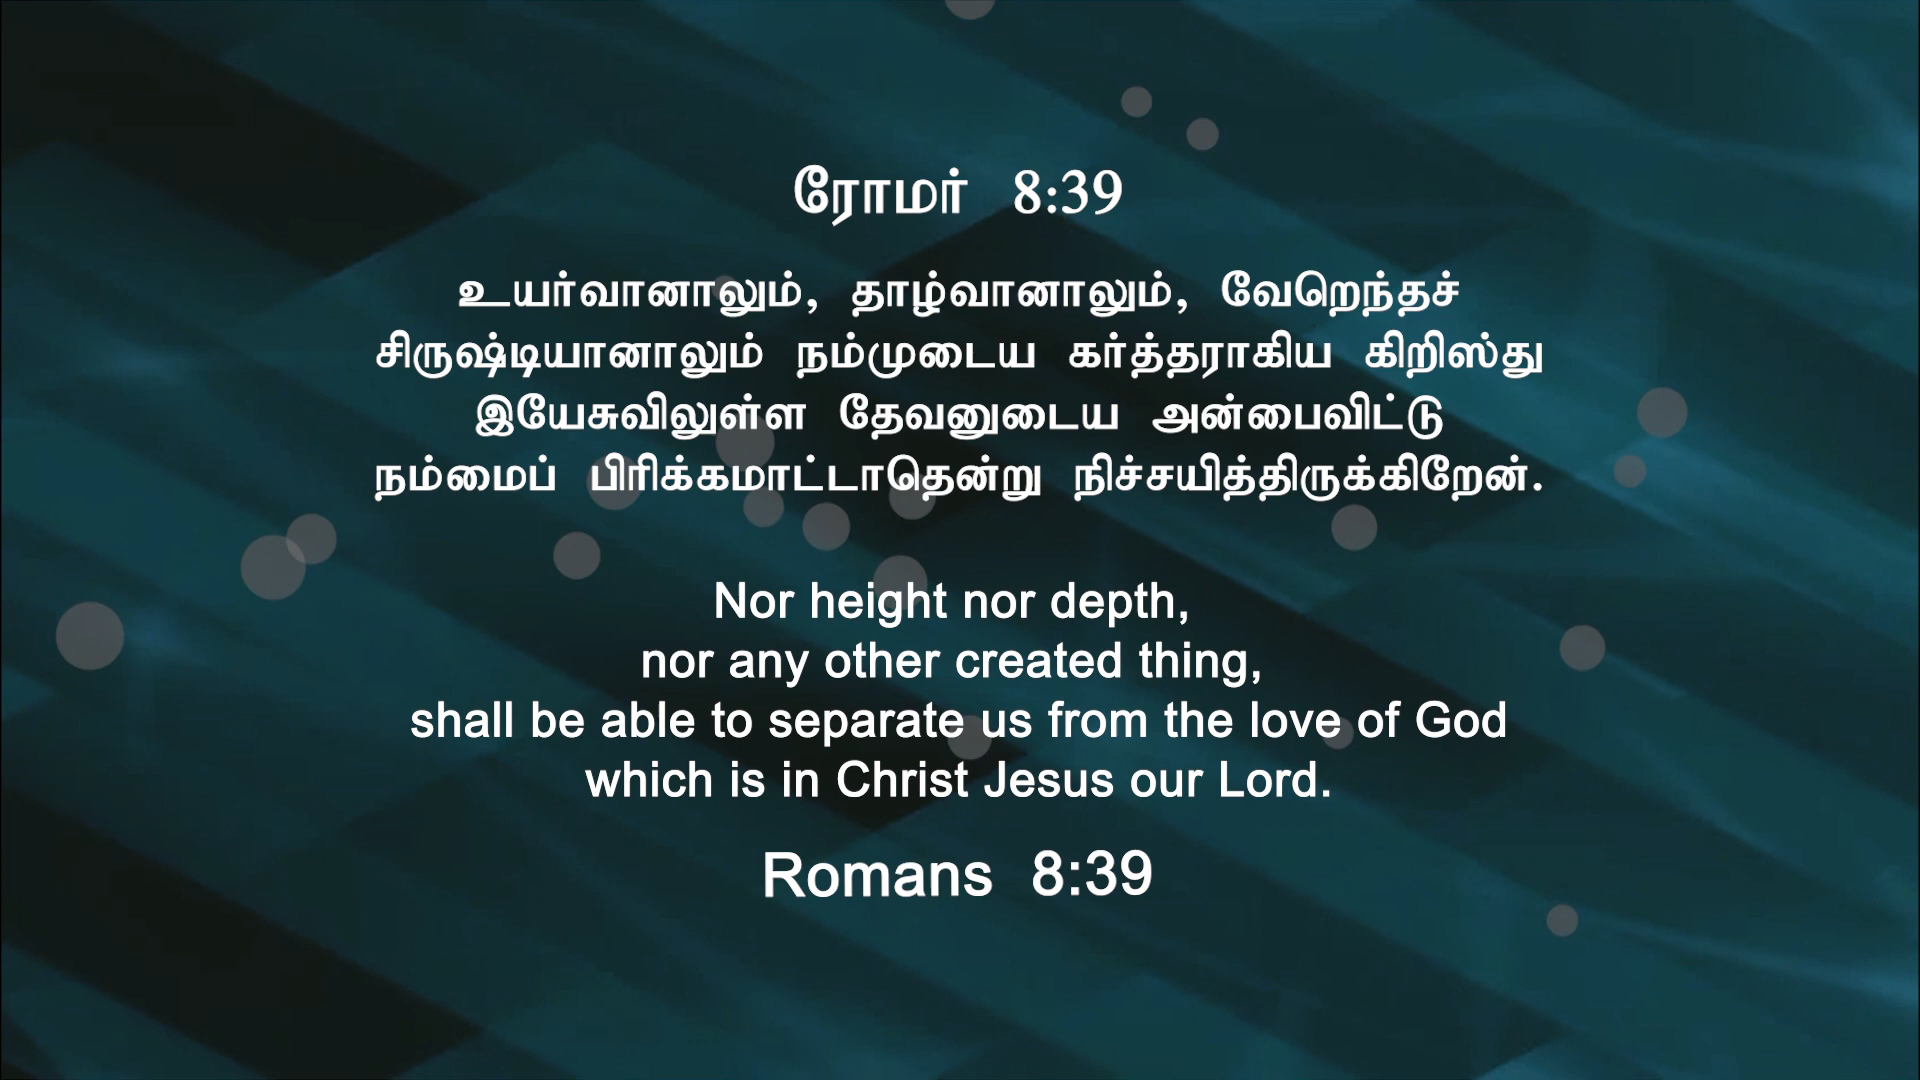 ரோமர் 8:39
உயர்வானாலும், தாழ்வானாலும், வேறெந்தச்
சிருஷ்டியானாலும் நம்முடைய கர்த்தராகிய கிறிஸ்து
இயேசுவிலுள்ள தேவனுடைய அன்பைவிட்டு
நம்மைப் பிரிக்கமாட்டாதென்று நிச்சயித்திருக்கிறேன்.
Nor height nor depth,
nor any other created thing,
shall be able to separate us from the love of God
which is in Christ Jesus our Lord.
Romans 8:39